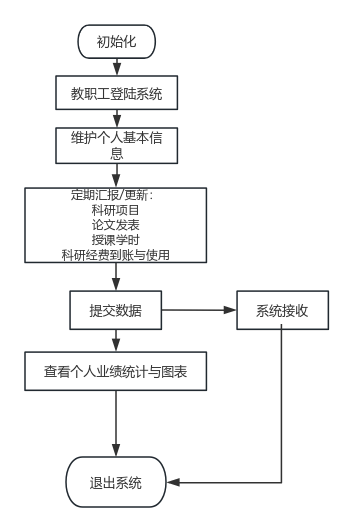 初始化
教职工登陆系统
维护个人基本信
息
定期汇报/更新：
科研项目
论文发表
授课学时
科研经费到账与使用
提交数据
系统接收
查看个人业绩统计与图表
退出系统